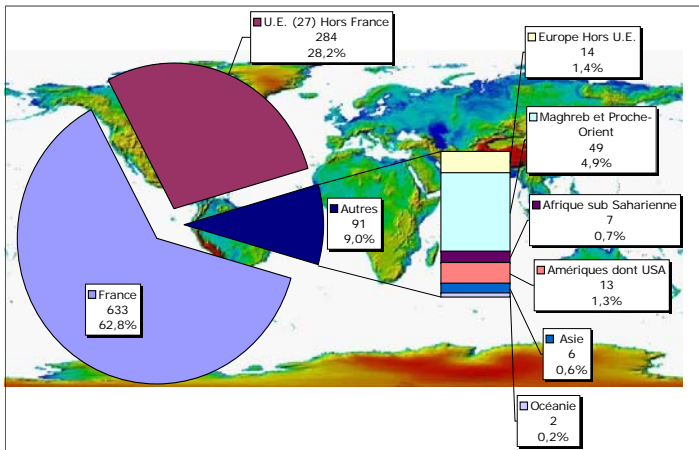 U.E. (27) Hors France
284
28,2%
Europe Hors U.E.
14
1,4%
Maghreb et Proche-
Orient
49
4,9%
Autres
91
9,0%
Afrique sub Saharienne
7
0,7%
Amériques dont USA
13
1,3%
France
633
62,8%
Asie
6
0,6%
Océanie
2
0,2%